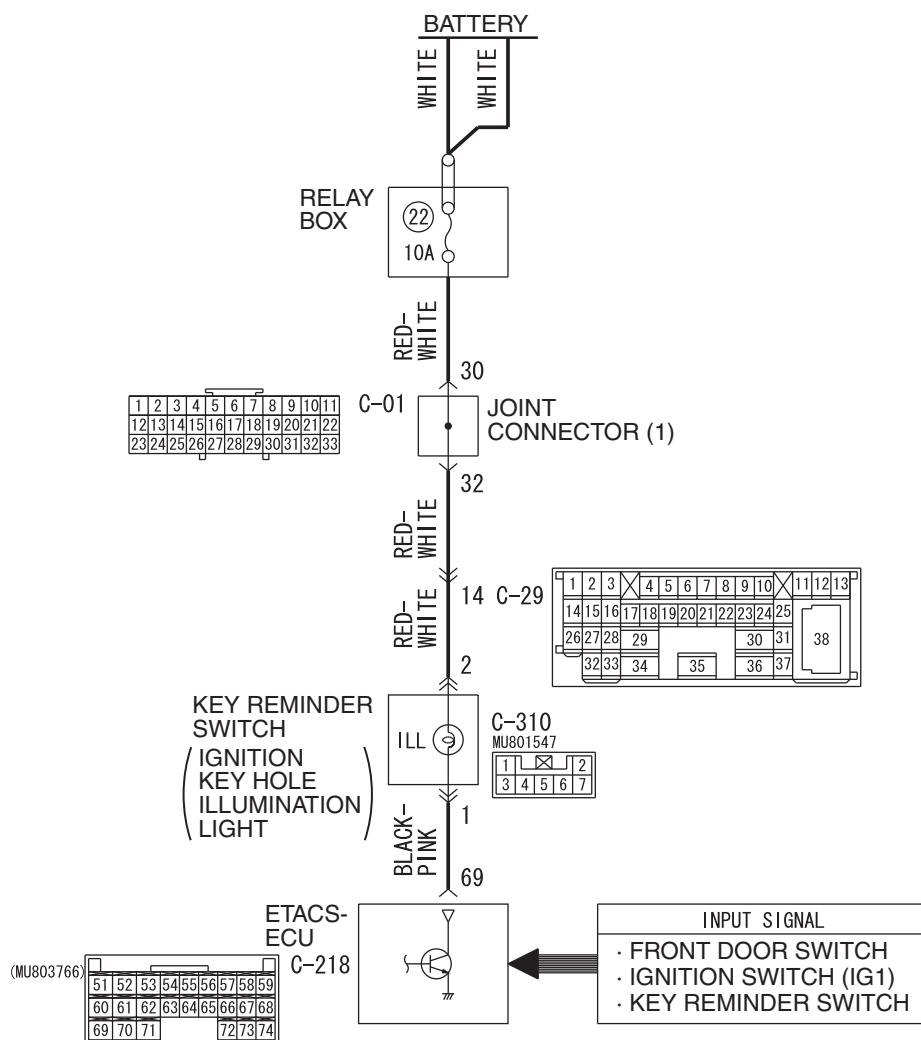 BATTERY
WHITE
WHITE
RELAY
BOX
22
10A
RED-
WHITE
30
1 2 3 4 5 6 7 8 9 10 11
12 13 14 15 16 17 18 19 20 21 22
23 24 25 26 27 28 29 30 31 32 33
C-01
JOINT
CONNECTOR (1)
32
RED-
WHITE
14 C-29
1 2 3 4 5 6 7 8 9 10 11 12 13
14 15 16 17 18 19 20 21 22 23 24 25
26 27 28 29 30 31 38
32 33 34 35 36 37
RED-
WHITE
2
KEY REMINDER
SWITCH
(IGNITION
KEY HOLE
ILLUMINATION
LIGHT)
ILL
C-310
MU801547
1 2
3 4 5 6 7
1
BLACK-
PINK
69
ETACS-
ECU
C-218
(MU803766)
51 52 53 54 55 56 57 58 59
60 61 62 63 64 65 66 67 68
69 70 71 72 73 74
INPUT SIGNAL
· FRONT DOOR SWITCH
· IGNITION SWITCH (IG1)
· KEY REMINDER SWITCH